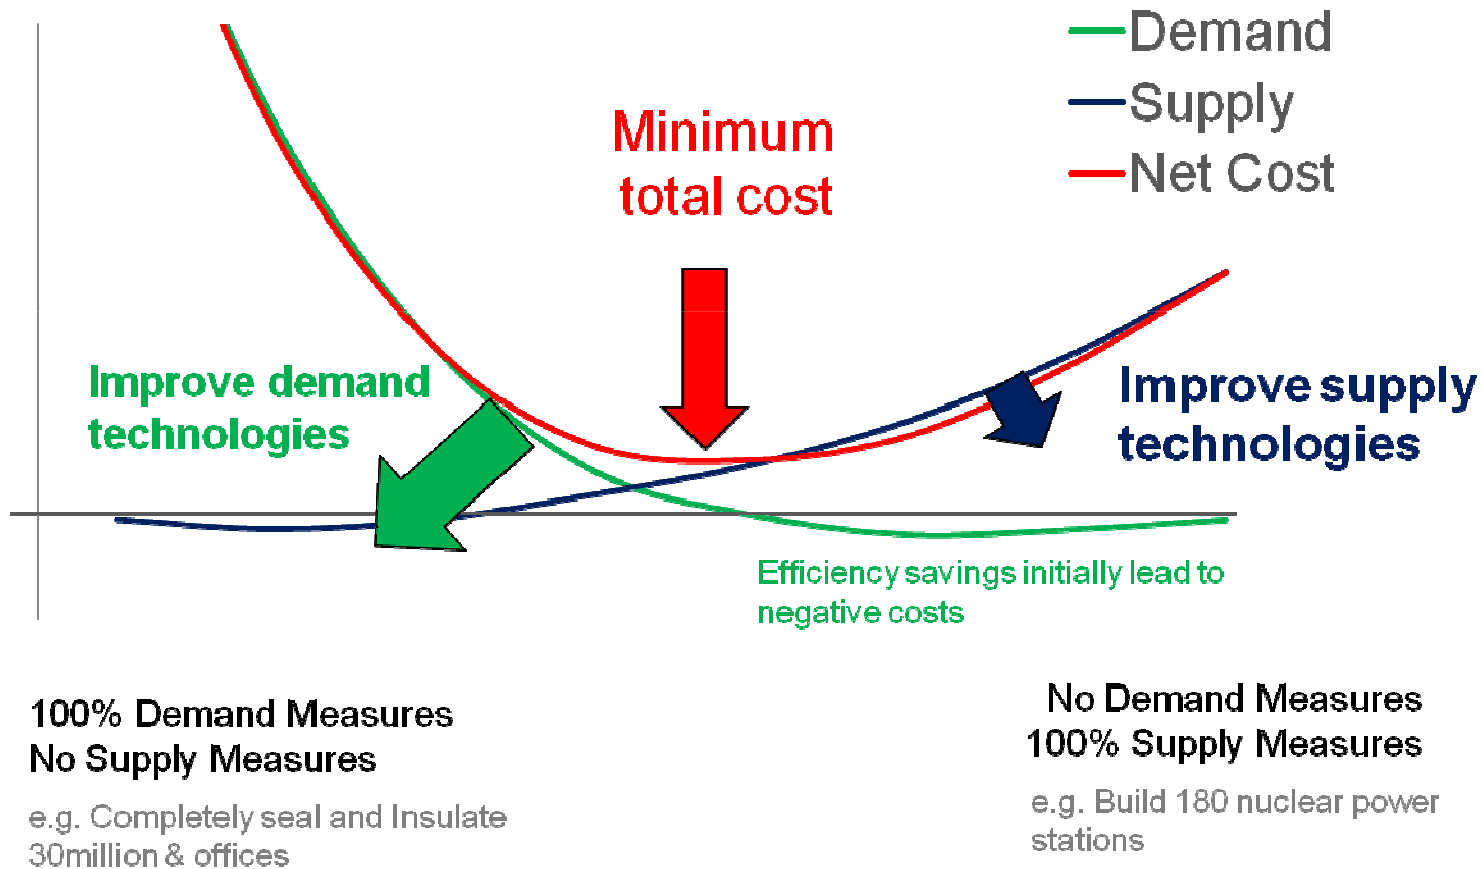 Demand
Supply
Net Cost
Minimum
total cost
Improve demand
technologies
Improve supply
technologies
Efficiency savings initially lead to
negative costs
100% Demand Measures
No Supply Measures
e.g. Completely seal and Insulate
30million & offices
No Demand Measures
100% Supply Measures
e.g. Build 180 nuclear power
stations